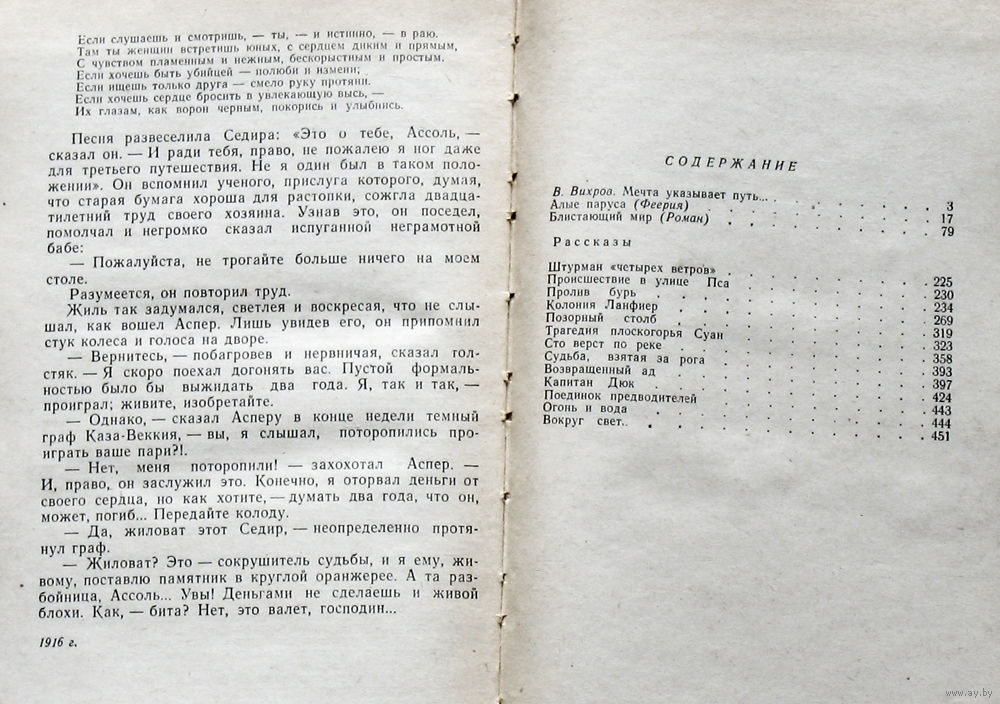 Если слушаешь и смотришь, — ты, — и истинно, — в раю.
Там ты женщин встретишь юных, с сердцем диким и прямым,
С чувством пламенным и нежным, бескорыстным и простым.
Если хочешь быть убийцей — полюби и измени;
Если ищешь только друга — смело руку протяни.
Если хочешь сердце бросить в увлекающую высь, —
Их глазам, как ворон черным, покорись и улыбнись.
Песня развеселила Седира: «Это о тебе, Ассоль, —
сказал он. — И ради тебя, право, не пожалею я ног даже
для третьего путешествия. Не я один был в таком поло-
жении». Он вспомнил ученого, прислуга которого, думая,
что старая бумага хороша для растопки, сожгла двадца-
тилетний труд своего хозяина. Узнав это, он поседел,
помолчал и негромко сказал испуганной неграмотной
бабе:
— Пожалуйста, не трогайте больше ничего на моем
столе.
Разумеется, он повторил труд.
Жиль так задумался, светлея и воскресая, что не слы-
шал, как вошел Аспер. Лишь увидев его, он припомнил
стук колеса и голоса на дворе.
— Вернитесь, — побагровев и нервничая, сказал тол-
стяк. — Я скоро поехал догонять вас. Пустой формаль-
ностью было бы выжидать два года. Я, так и так, —
проиграл; живите, изобретайте.
— Однако, — сказал Асперу в конце недели темный
граф Каза-Веккия, — вы, я слышал, поторопились про-
играть ваше пари?!.
— Нет, меня поторопили! — захохотал Аспер. —
И, право, он заслужил это. Конечно, я оторвал деньги от
своего сердца, но как хотите, — думать два года, что он,
может, погиб... Передайте колоду.
— Да, жиловат этот Седир, — неопределенно протя-
нул граф.
— Жиловат? Это — сокрушитель судьбы, и я ему, жи-
вому, поставлю памятник в круглой оранжерее. А та раз-
бойница, Ассоль... Увы! Деньгами не сделаешь и живой
блохи. Как, — бита? Нет, это валет, господин...
1916 г.
СОДЕРЖАНИЕ
В. Вихров. Мечта указывает путь... 3
Алые паруса (Феерия) 17
Блистающий мир (Роман) 79
Рассказы
Штурман «четырех ветров» 225
Происшествие в улице Пса 230
Пролив бурь 234
Колония Ланфиер 269
Позорный столб 319
Трагедия плоскогорья Суан 323
Сто верст по реке 358
Судьба, взятая за рога 393
Возвращенный ад 397
Капитан Дюк 424
Поединок предводителей 443
Огонь и вода 444
Вокруг свет.. 451
www.ay.by